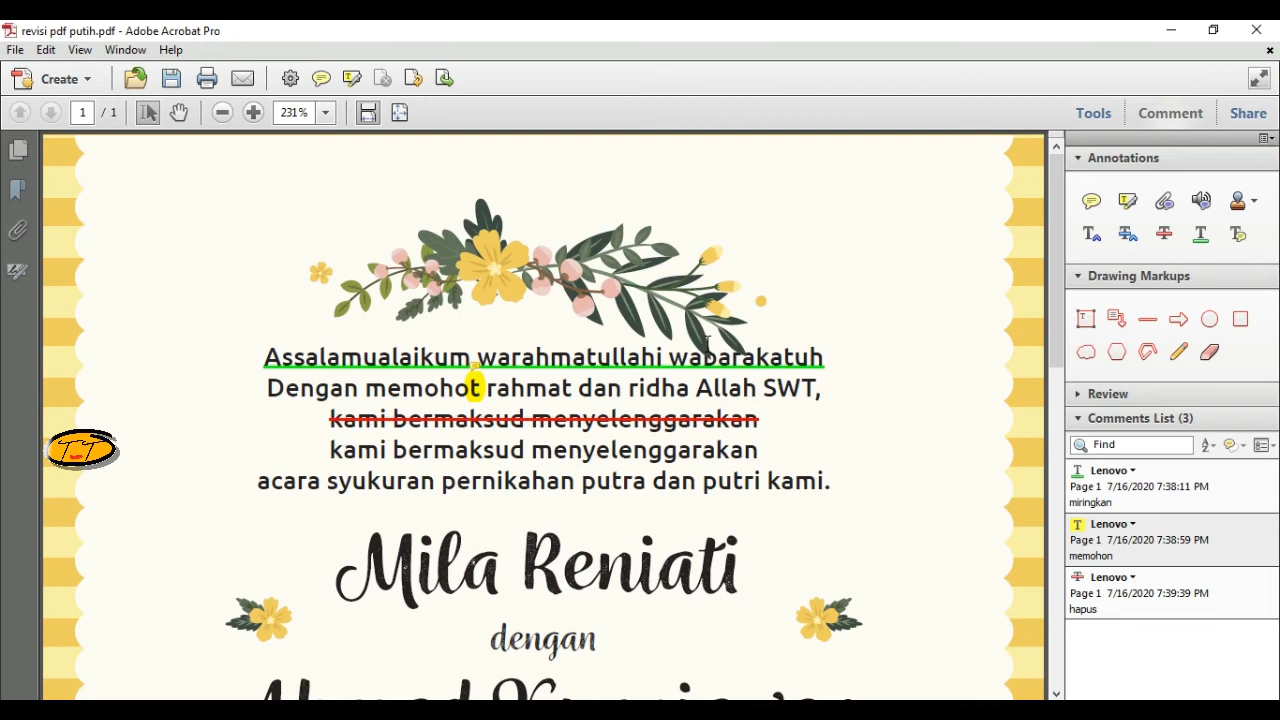 revisi pdf putih.pdf - Adobe Acrobat Pro
File Edit View Window Help
Create
1 / 1 231% Tools Comment Share
Annotations
Drawing Markups
Review
Comments List (3)
Find
Lenovo
Page 1 7/16/2020 7:38:11 PM
miringkan
Lenovo
Page 1 7/16/2020 7:38:59 PM
memohon
Lenovo
Page 1 7/16/2020 7:39:39 PM
hapus
Assalamualaikum warahmatullahi wabarakatuh
Dengan memohot rahmat dan ridha Allah SWT,
kami bermaksud menyelenggarakan
kami bermaksud menyelenggarakan
acara syukuran pernikahan putra dan putri kami.
Mila Reniati
dengan
TT